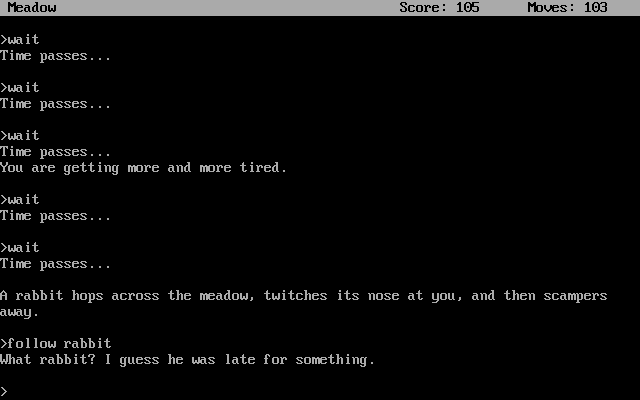 Meadow Score: 105 Moves: 103
>wait
Time passes...
>wait
Time passes...
>wait
Time passes...
You are getting more and more tired.
>wait
Time passes...
>wait
Time passes...
A rabbit hops across the meadow, twitches its nose at you, and then scampers
away.
>follow rabbit
What rabbit? I guess he was late for something.
>